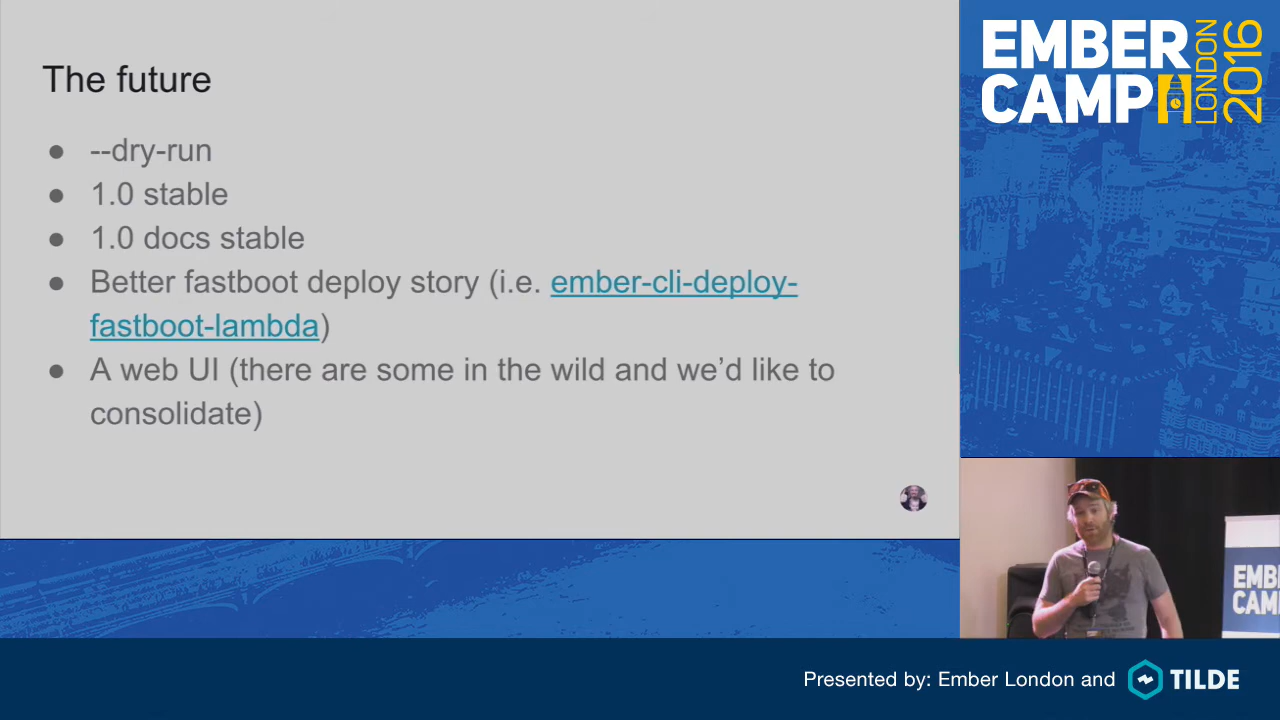 The future
● --dry-run
● 1.0 stable
● 1.0 docs stable
● Better fastboot deploy story (i.e. ember-cli-deploy-
fastboot-lambda)
● A web UI (there are some in the wild and we’d like to
consolidate)
EMBER
CAMP
LONDON
2016
EMB
CAM
Presented by: Ember London and
TILDE